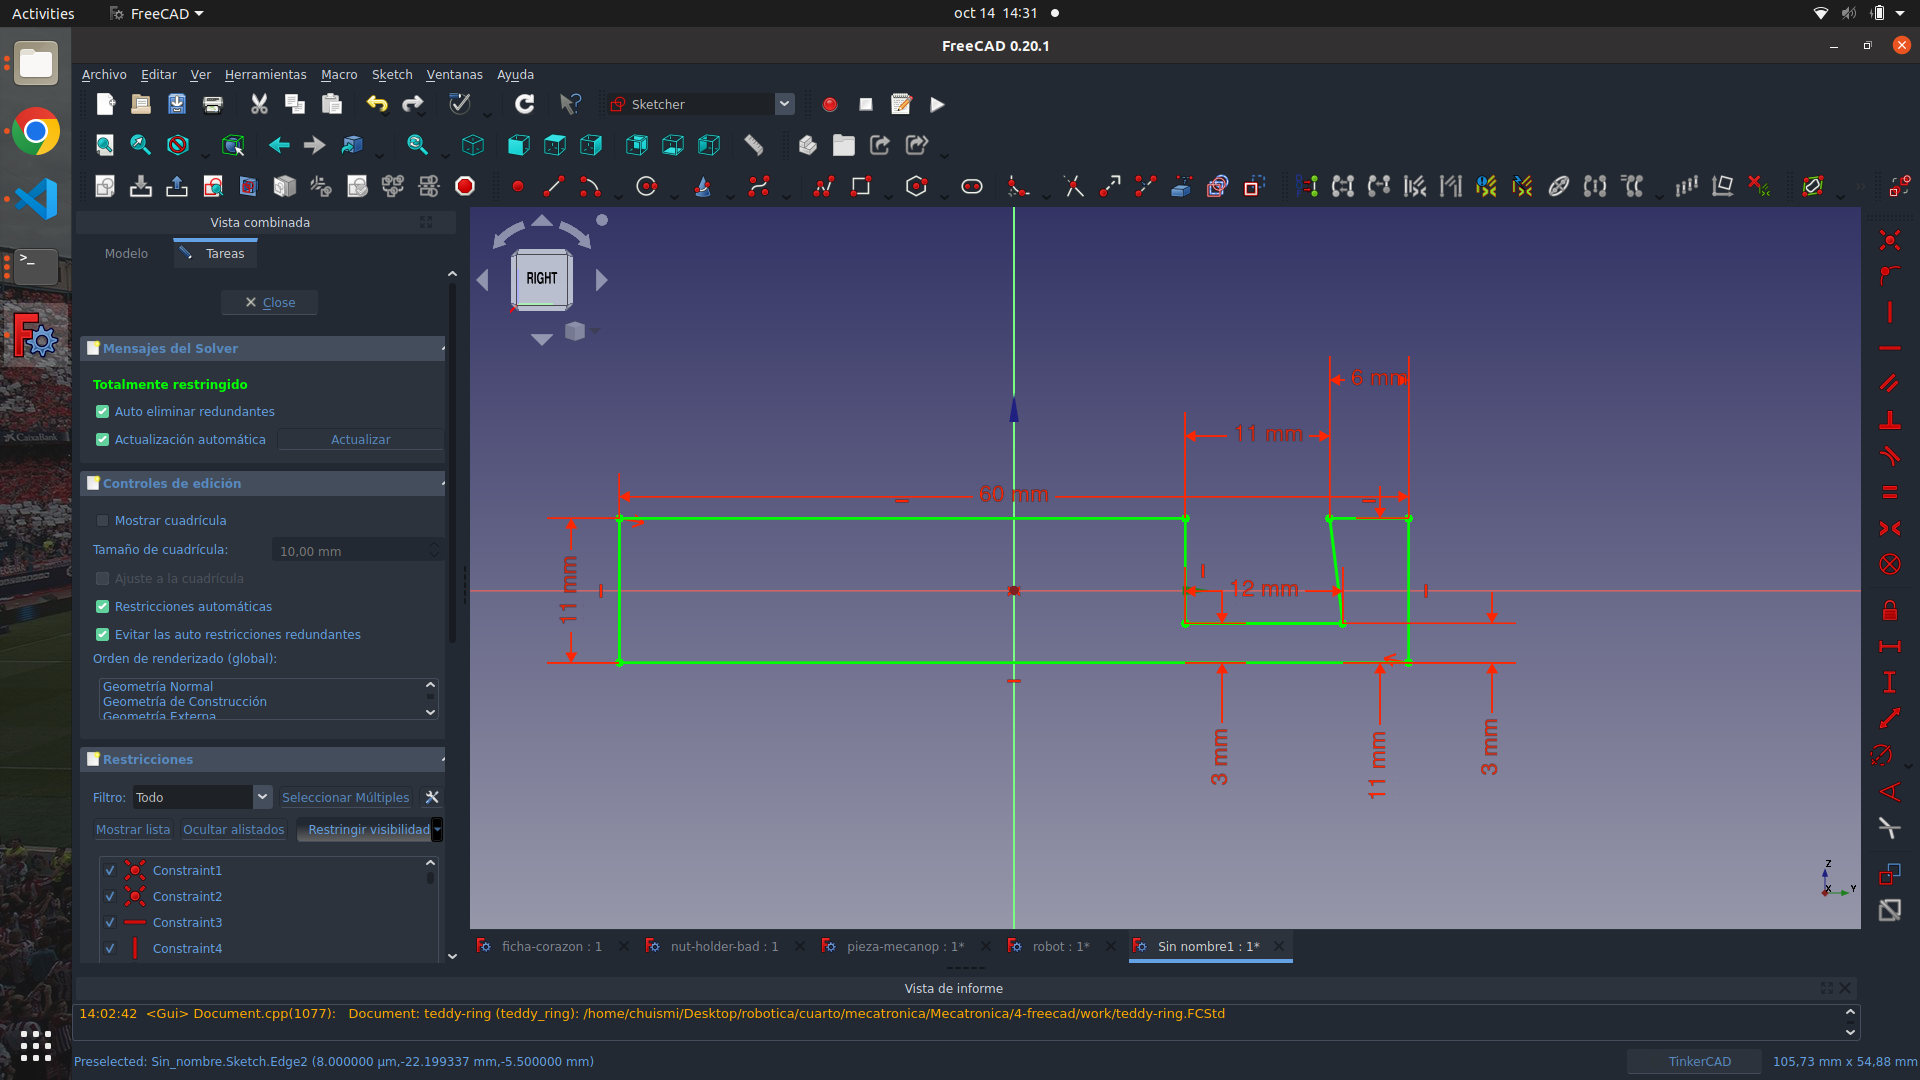 Activities
FreeCAD
oct 14 14:31
FreeCAD 0.20.1
Archivo Editar Ver Herramientas Macro Sketch Ventanas Ayuda
Sketcher
Vista combinada
Modelo Tareas
Close
Mensajes del Solver
Totalmente restringido
Auto eliminar redundantes
Actualización automática Actualizar
Controles de edición
Mostrar cuadrícula
Tamaño de cuadrícula: 10,00 mm
Ajuste a la cuadrícula
Restricciones automáticas
Evitar las auto restricciones redundantes
Orden de renderizado (global):
Geometría Normal
Geometría de Construcción
Geometría Externa
Restricciones
Filtro: Todo Seleccionar Múltiples
Mostrar lista Ocultar alistados Restringir visibilidad
Constraint1
Constraint2
Constraint3
Constraint4
RIGHT
6 mm
11 mm
60 mm
11 mm
12 mm
3 mm
11 mm
3 mm
Z
X Y
ficha-corazon : 1
nut-holder-bad : 1
pieza-mecanop : 1*
robot : 1*
Sin nombre1 : 1*
Vista de informe
14:02:42 <Gui> Document.cpp(1077): Document: teddy-ring (teddy_ring): /home/chuismi/Desktop/robotica/cuarto/mecatronica/Mecatronica/4-freecad/work/teddy-ring.FCStd
Preselected: Sin_nombre.Sketch.Edge2 (8.000000 µm,-22.199337 mm,-5.500000 mm)
TinkerCAD
105,73 mm x 54,88 mm